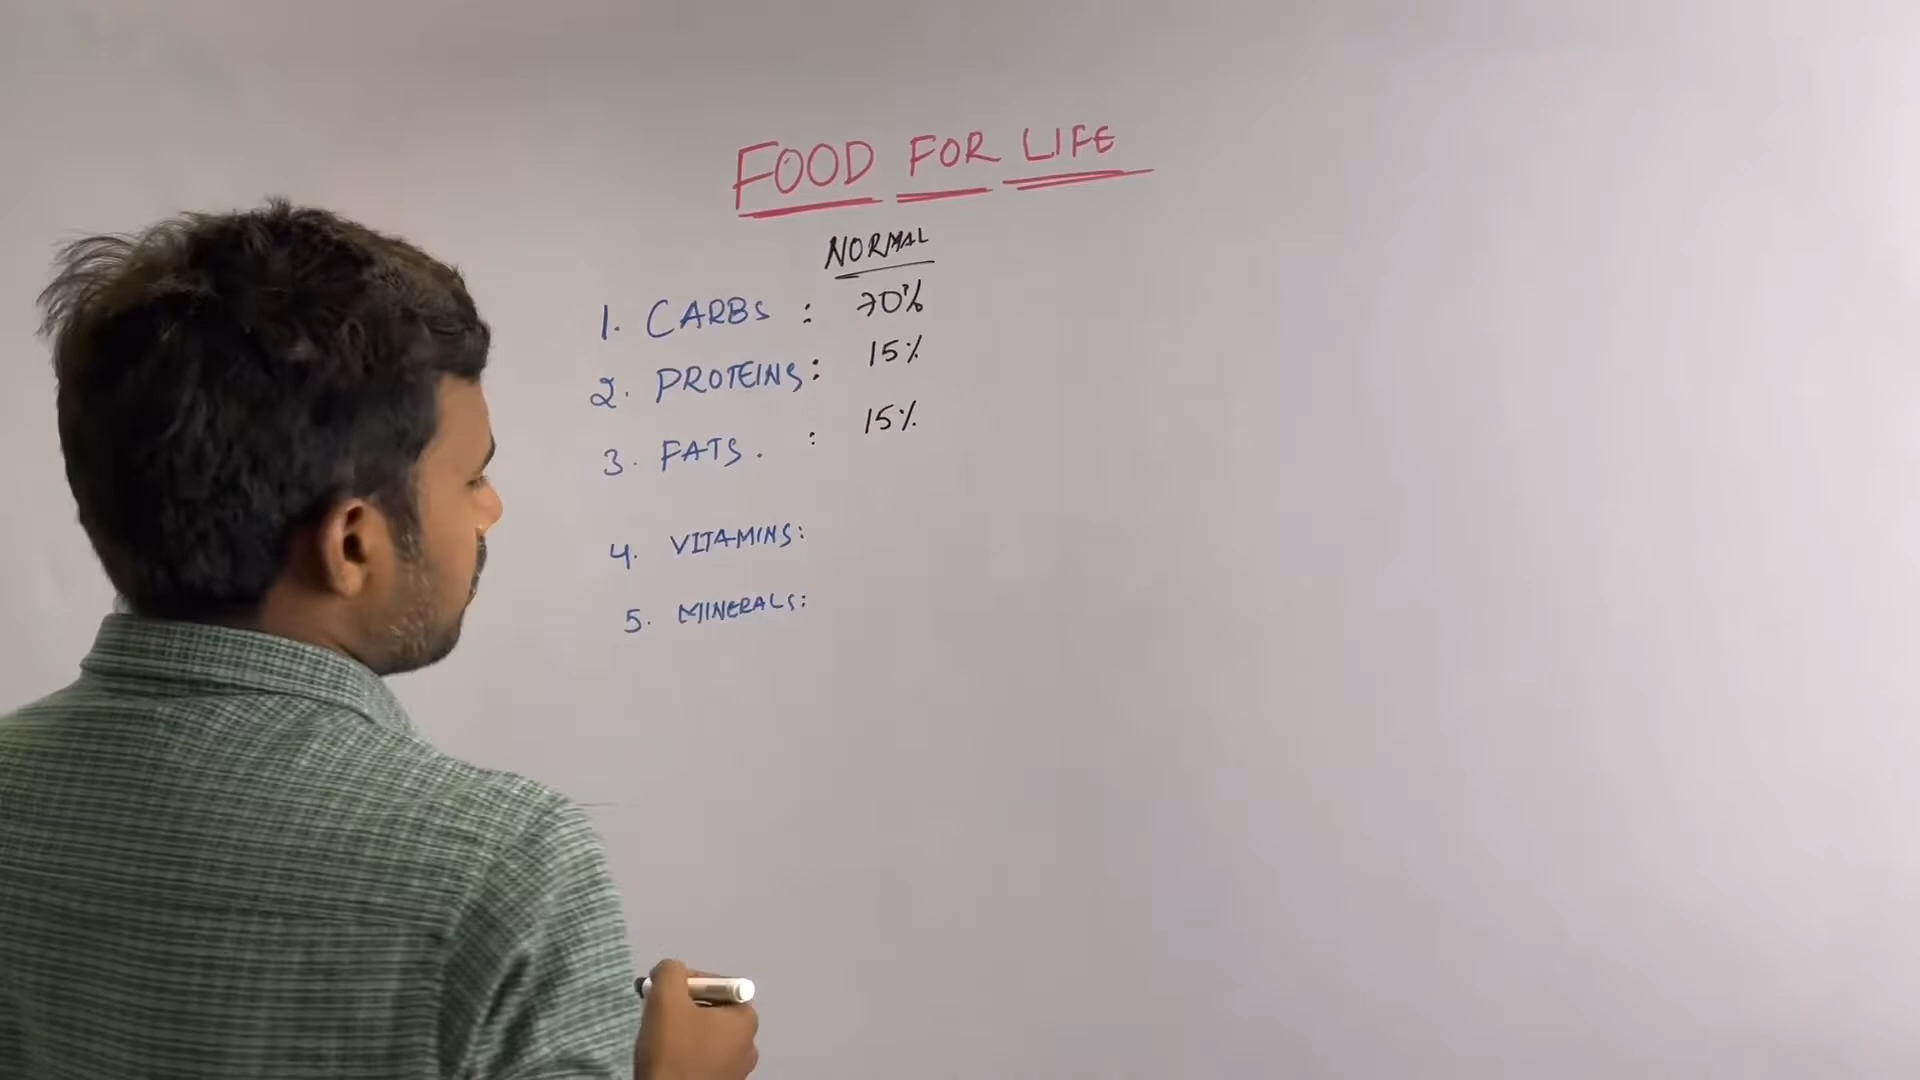 FOOD FOR LIFE
NORMAL
1. CARBS : 70%
2. PROTEINS : 15%
3. FATS. : 15%
4. VITAMINS:
5. MINERALS: